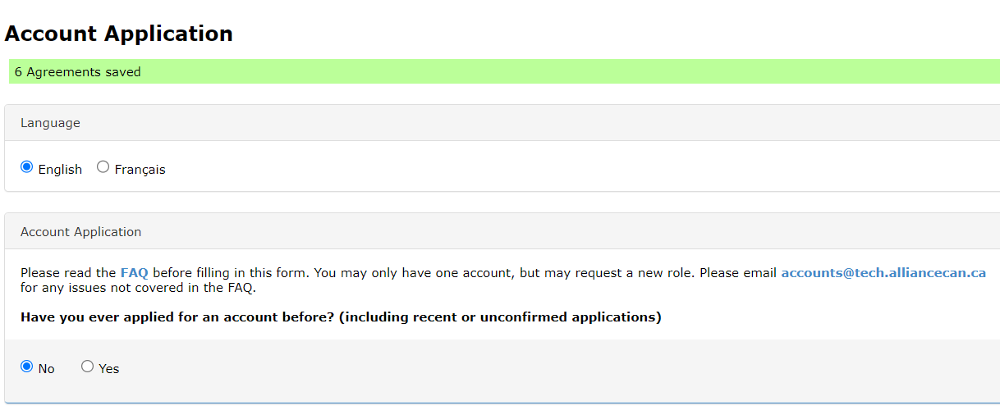 Account Application
6 Agreements saved
Language
English Français
Account Application
Please read the FAQ before filling in this form. You may only have one account, but may request a new role. Please email accounts@tech.alliancecan.ca
for any issues not covered in the FAQ.
Have you ever applied for an account before? (including recent or unconfirmed applications)
No Yes